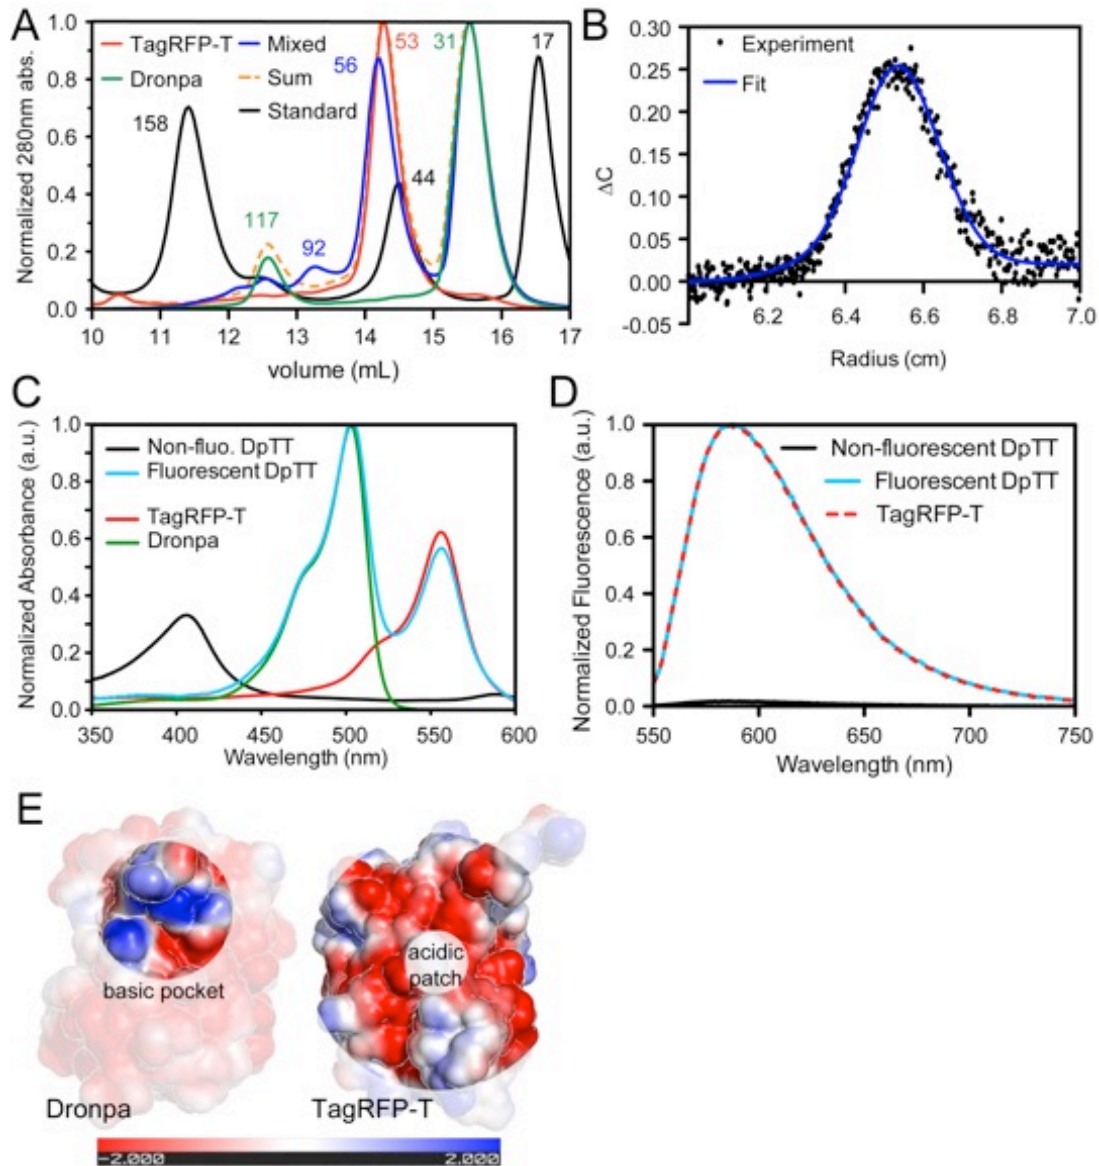 A
TagRFP-T
Dronpa
Mixed
Sum
Standard
158
117
92
56
53
44
31
17
Normalized 280nm abs.
1.0
0.8
0.6
0.4
0.2
0.0
10 11 12 13 14 15 16 17
volume (mL)
B
Experiment
Fit
ΔC
0.30
0.25
0.20
0.15
0.10
0.05
0.00
-0.05
6.2 6.4 6.6 6.8 7.0
Radius (cm)
C
Non-fluo. DpTT
Fluorescent DpTT
TagRFP-T
Dronpa
Normalized Absorbance (a.u.)
1.0
0.8
0.6
0.4
0.2
0.0
350 400 450 500 550 600
Wavelength (nm)
D
Non-fluorescent DpTT
Fluorescent DpTT
TagRFP-T
Normalized Fluorescence (a.u.)
1.0
0.8
0.6
0.4
0.2
0.0
550 600 650 700 750
Wavelength (nm)
E
basic pocket
acidic
patch
Dronpa
TagRFP-T
-2.000 2.000